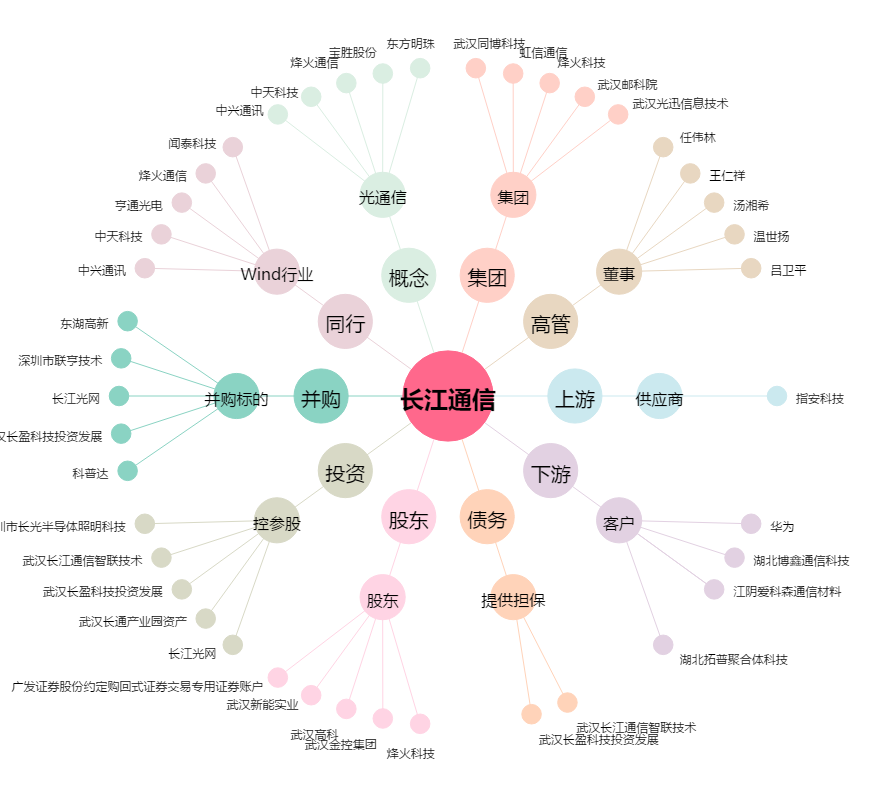 东方明珠
宝胜股份
烽火通信
中天科技
中兴通讯
光通信
概念
武汉同博科技
虹信通信
烽火科技
武汉邮科院
武汉光迅信息技术
集团
集团
闻泰科技
烽火通信
亨通光电
中天科技
中兴通讯
Wind行业
同行
任伟林
王仁祥
汤湘希
温世扬
吕卫平
董事
高管
东湖高新
深圳市联亨技术
长江光网
汉长盈科技投资发展
科普达
并购标的
并购
长江通信
上游
供应商
指安科技
投资
控参股
圳市长光半导体照明科技
武汉长江通信智联技术
武汉长盈科技投资发展
武汉长通产业园资产
长江光网
下游
客户
华为
湖北博鑫通信科技
江阴爱科森通信材料
湖北拓普聚合体科技
股东
股东
广发证券股份约定购回式证券交易专用证券账户
武汉新能实业
武汉高科
武汉金控集团
烽火科技
债务
提供担保
武汉长江通信智联技术
武汉长盈科技投资发展